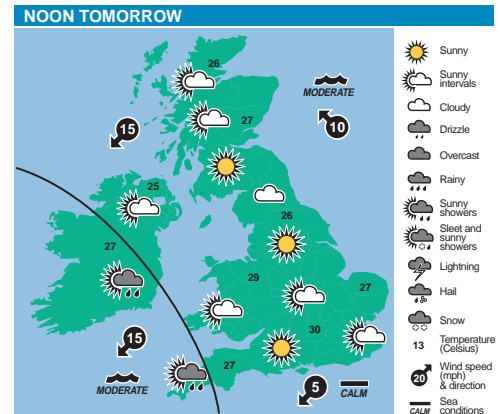 NOON TOMORROW
26
MODERATE
27
15
10
25
26
27
29
27
30
15
MODERATE
27
5
CALM
Sunny
Sunny
intervals
Cloudy
Drizzle
Overcast
Rainy
Sunny
showers
Sleet and
sunny
showers
Lightning
Hail
Snow
13
Temperature
(Celsius)
20
Wind speed
(mph)
& direction
CALM
Sea
conditions